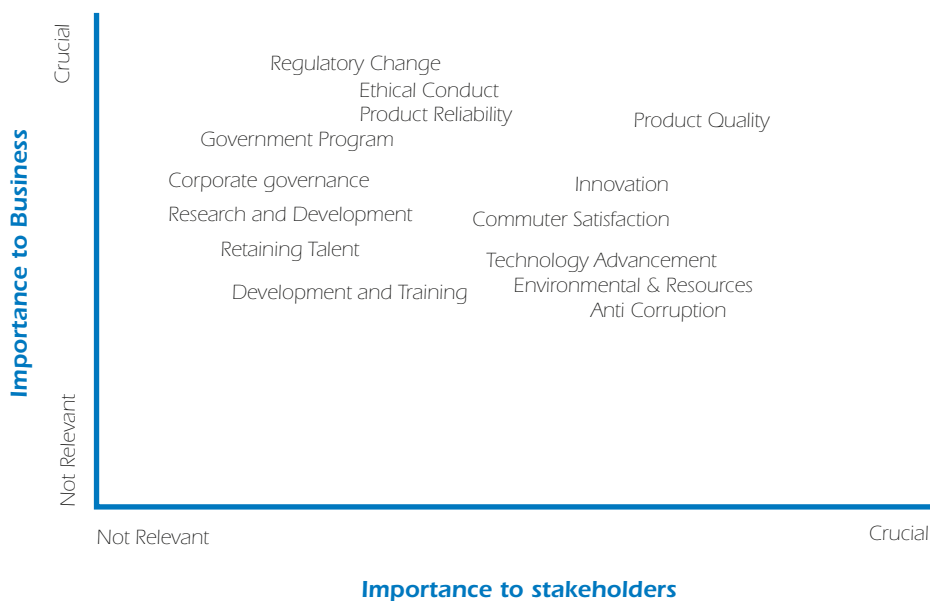 Crucial
Regulatory Change
Ethical Conduct
Product Reliability
Product Quality
Government Program
Importance to Business
Corporate governance
Innovation
Research and Development
Commuter Satisfaction
Retaining Talent
Technology Advancement
Environmental & Resources
Development and Training
Anti Corruption
Not Relevant
Not Relevant
Crucial
Importance to stakeholders